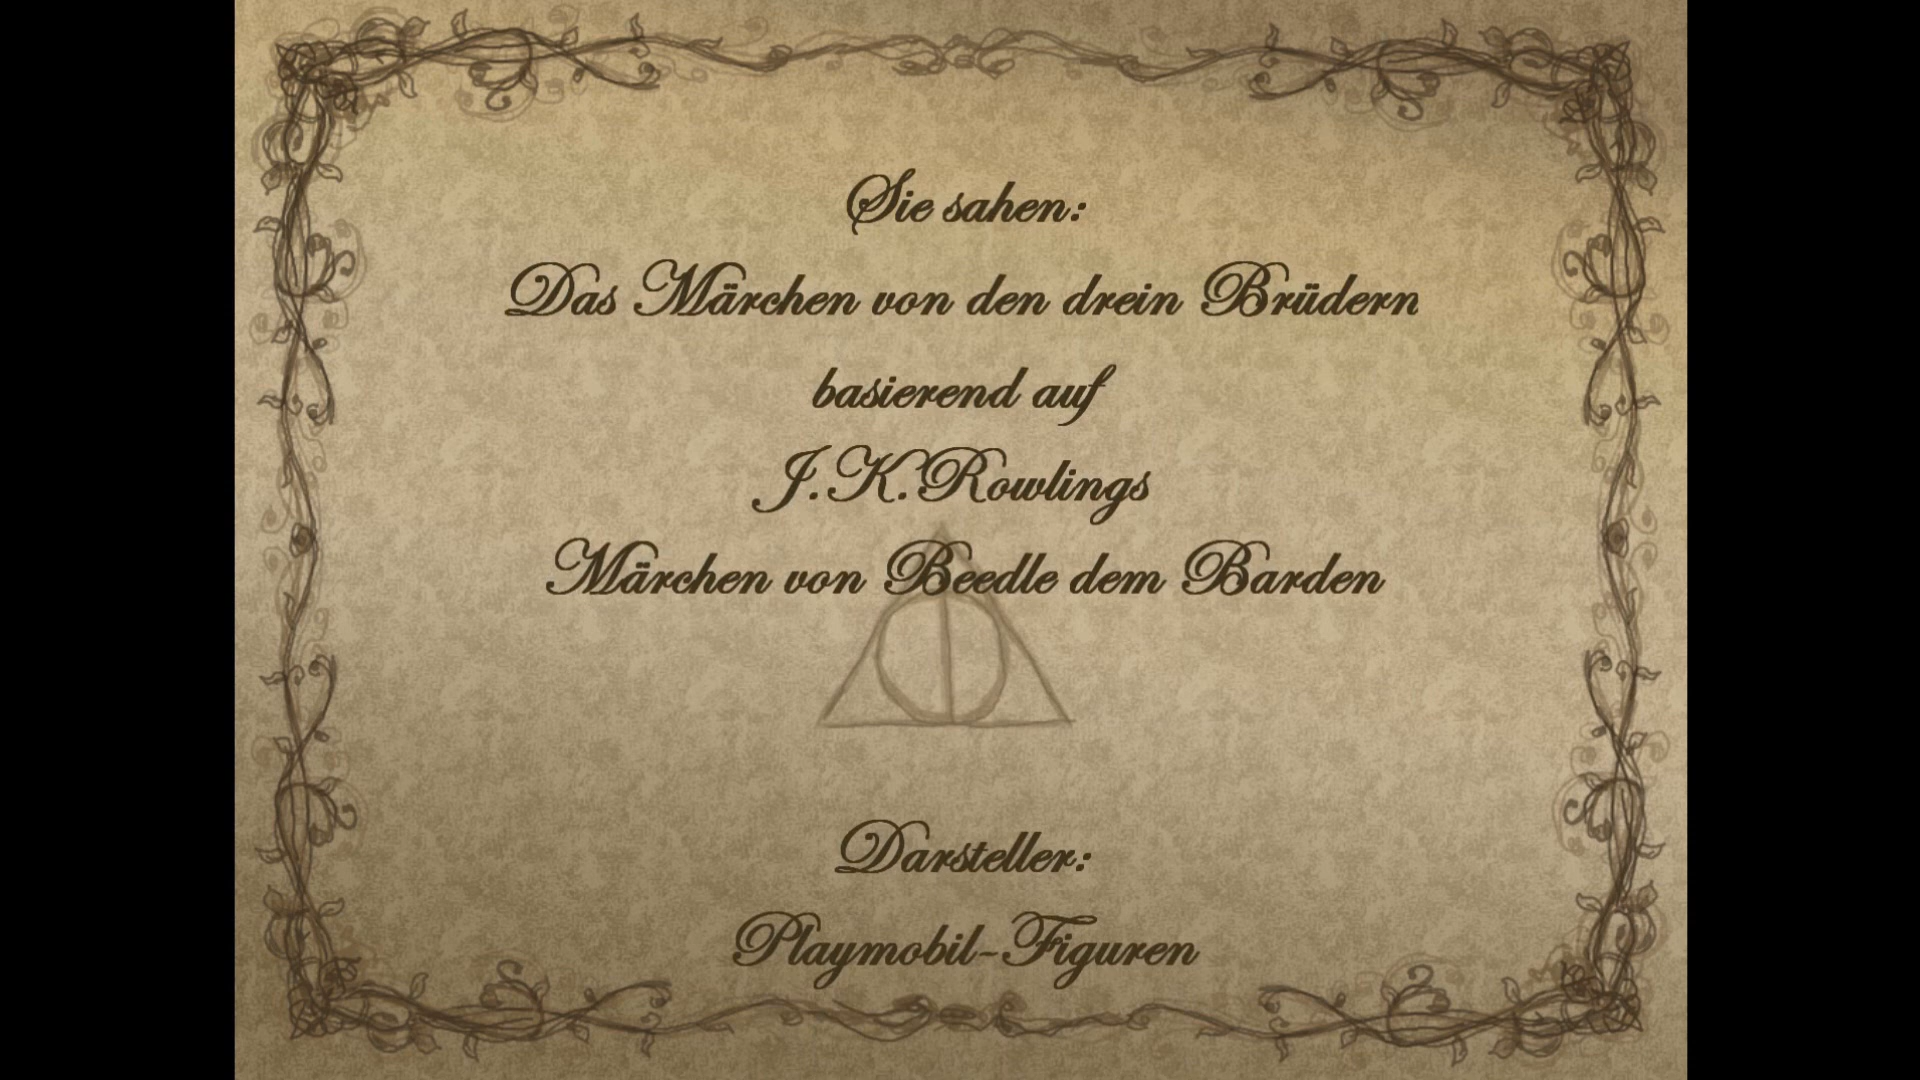 Sie sahen:
Das Märchen von den drein Brüdern
basierend auf
J.K.Rowlings
Märchen von Beedle dem Barden
Darsteller:
Playmobil-Figuren